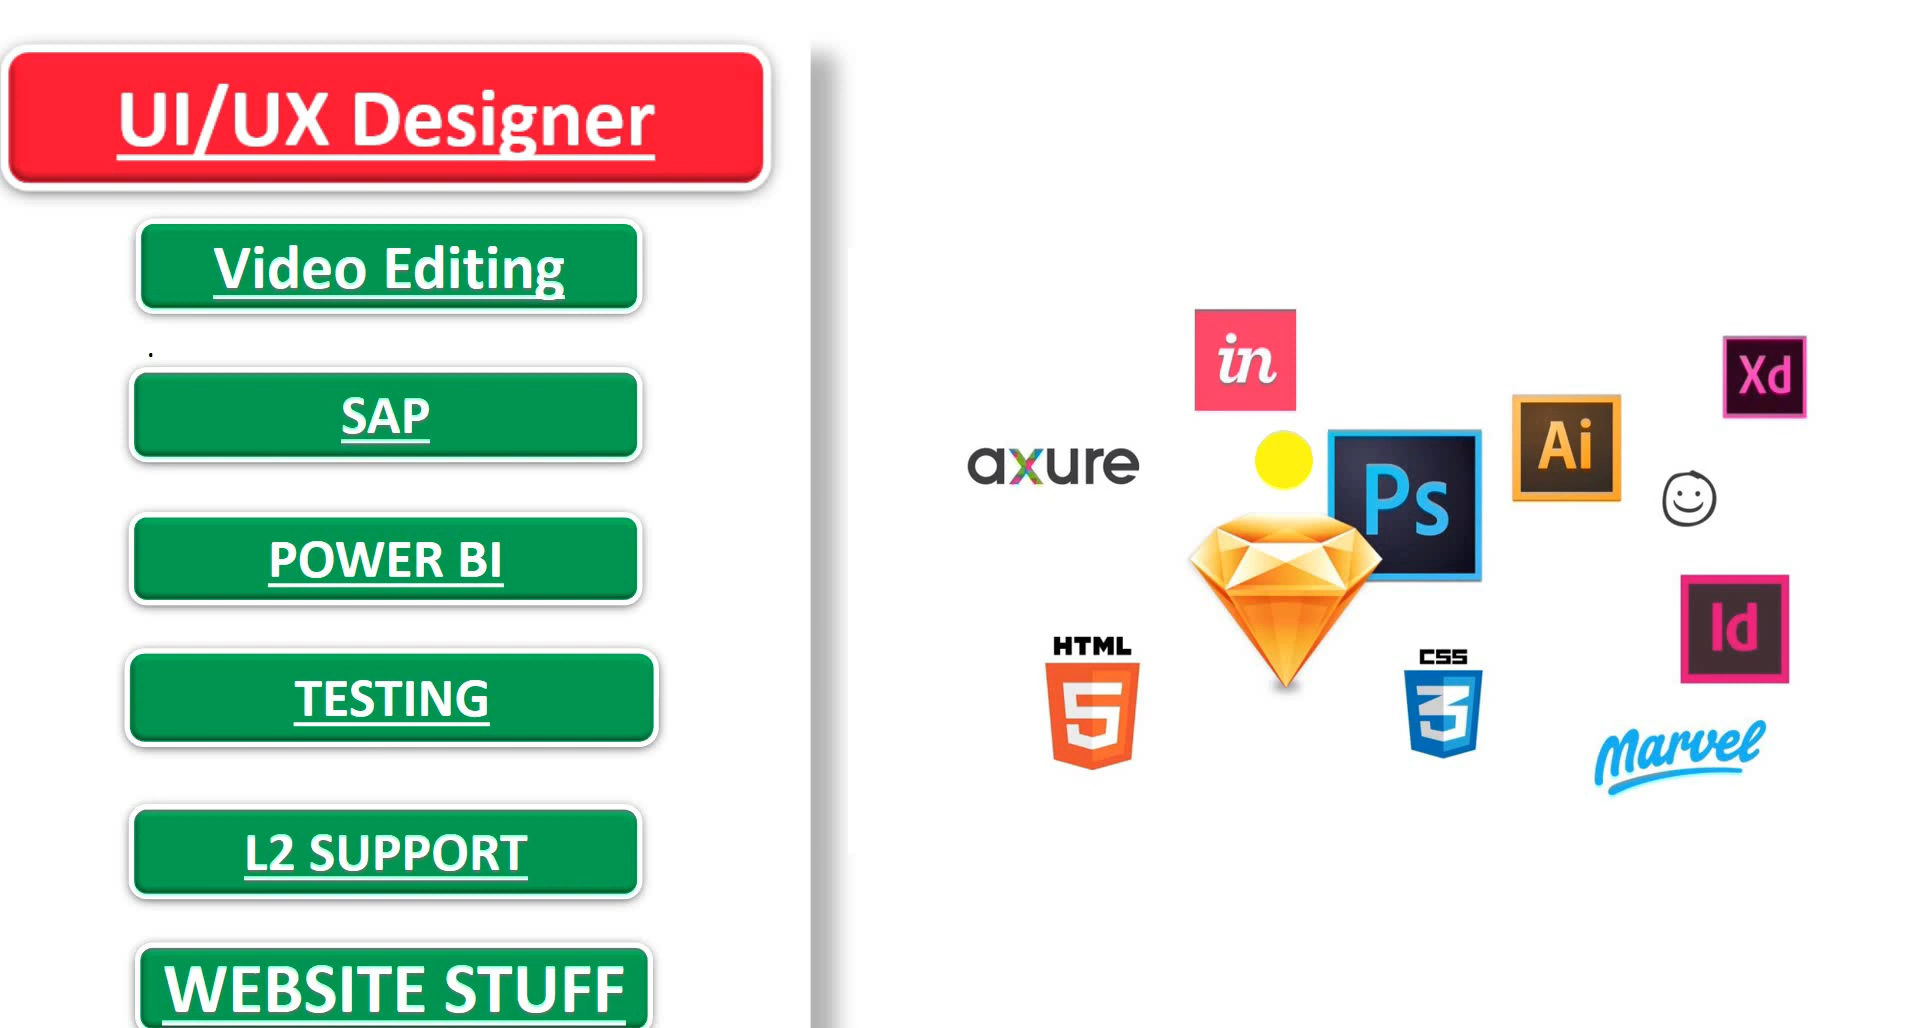 UI/UX Designer
Video Editing
.
SAP
POWER BI
TESTING
L2 SUPPORT
WEBSITE STUFF
in
Xd
Ai
axure
Ps
Id
HTML
5
CSS
3
Marvel